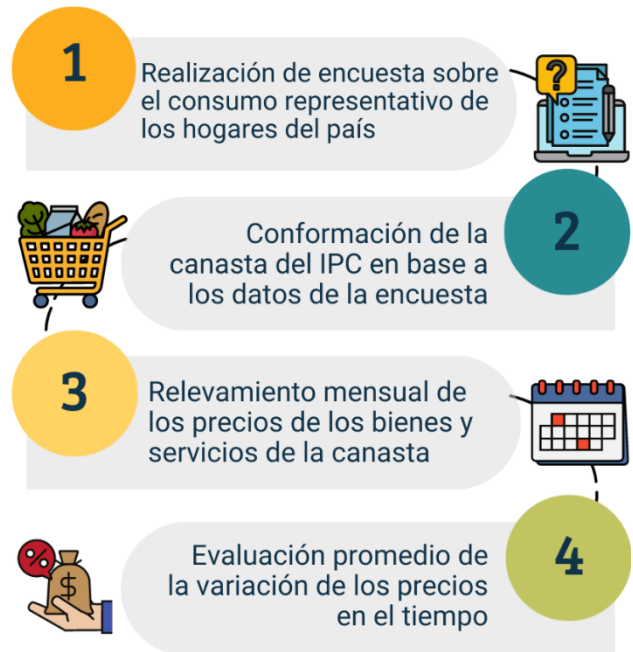 1
Realización de encuesta sobre
el consumo representativo de
los hogares del país
?
2
Conformación de la
canasta del IPC en base a
los datos de la encuesta
3
Relevamiento mensual de
los precios de los bienes y
servicios de la canasta
4
Evaluación promedio de
la variación de los precios
en el tiempo
%
$